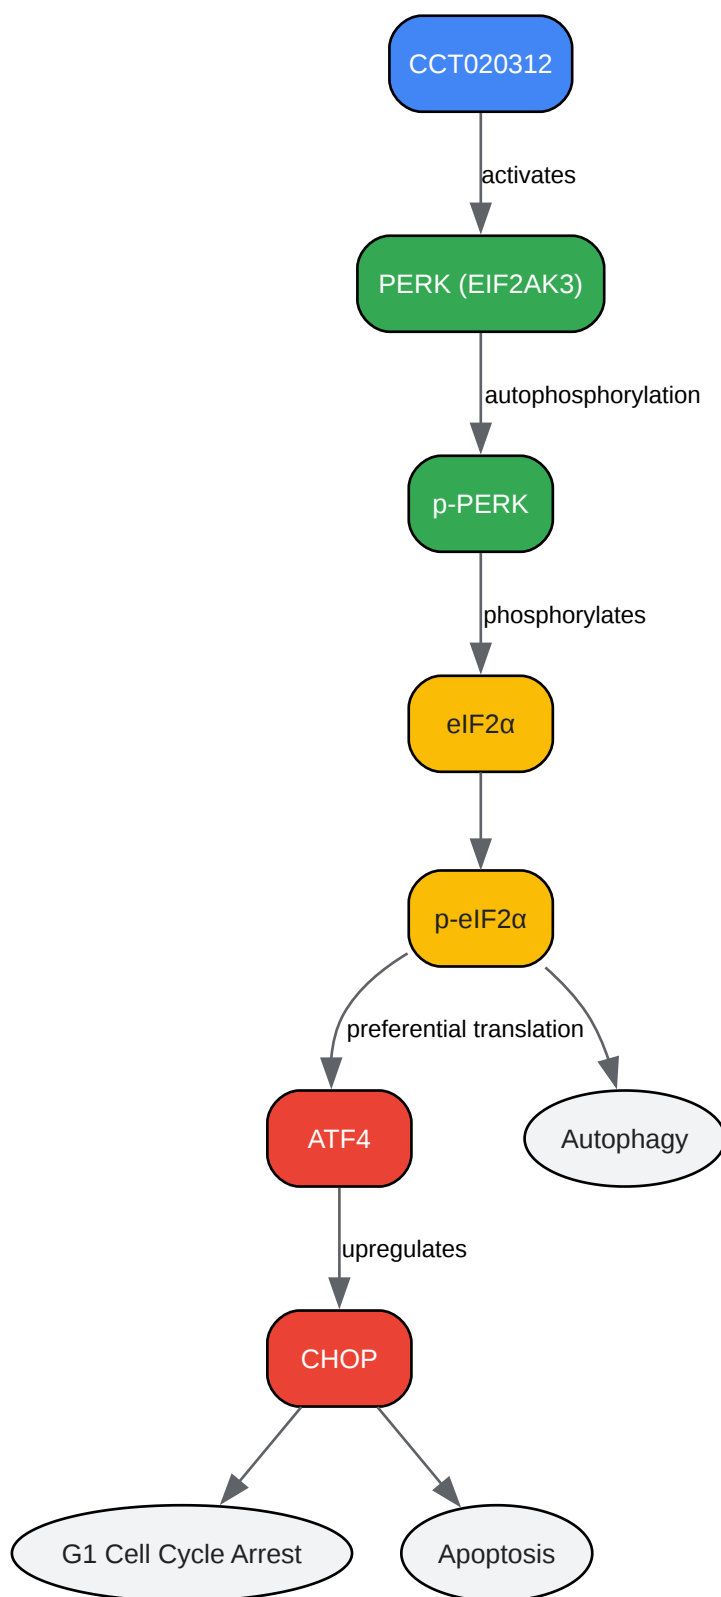 CCT020312
activates
PERK (EIF2AK3)
autophosphorylation
p-PERK
phosphorylates
eIF2α
p-eIF2α
preferential translation
ATF4
Autophagy
upregulates
CHOP
G1 Cell Cycle Arrest
Apoptosis